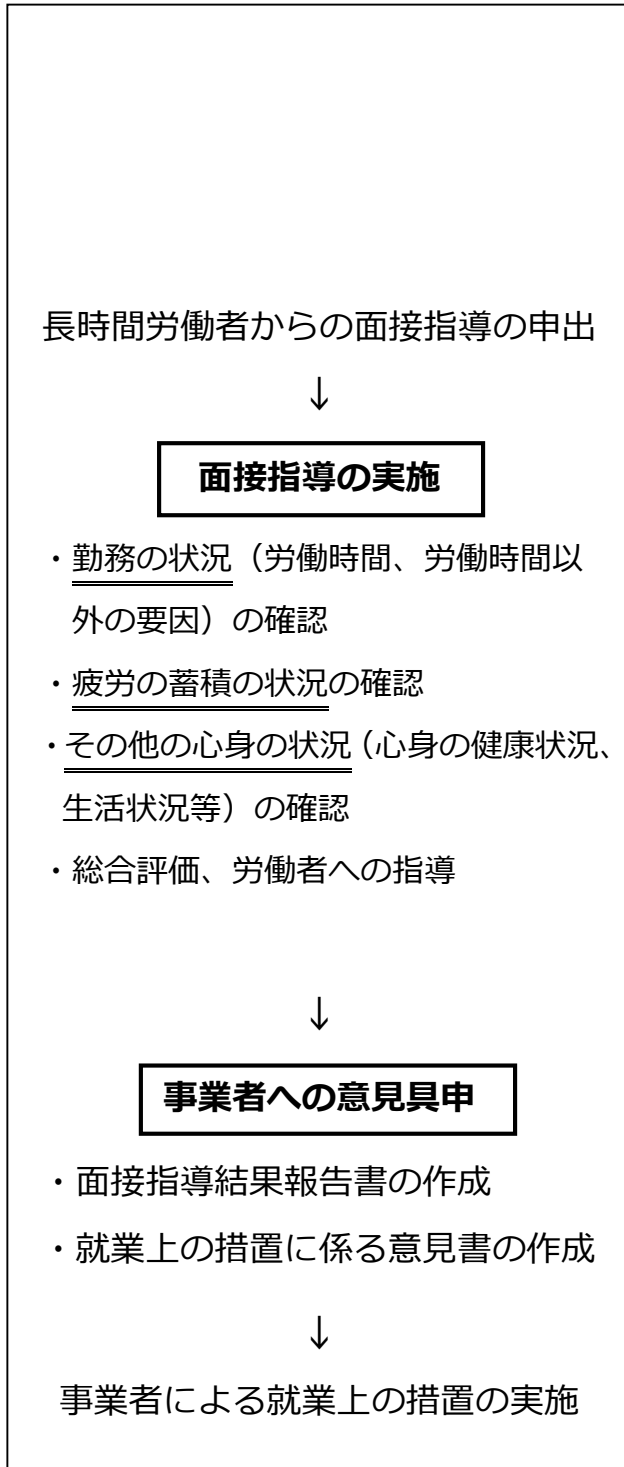 長時間労働者からの面接指導の申出
↓
面接指導の実施
・勤務の状況（労働時間、労働時間以
外の要因）の確認
・疲労の蓄積の状況の確認
・その他の心身の状況（心身の健康状況、
生活状況等）の確認
・総合評価、労働者への指導
↓
事業者への意見具申
・面接指導結果報告書の作成
・就業上の措置に係る意見書の作成
↓
事業者による就業上の措置の実施